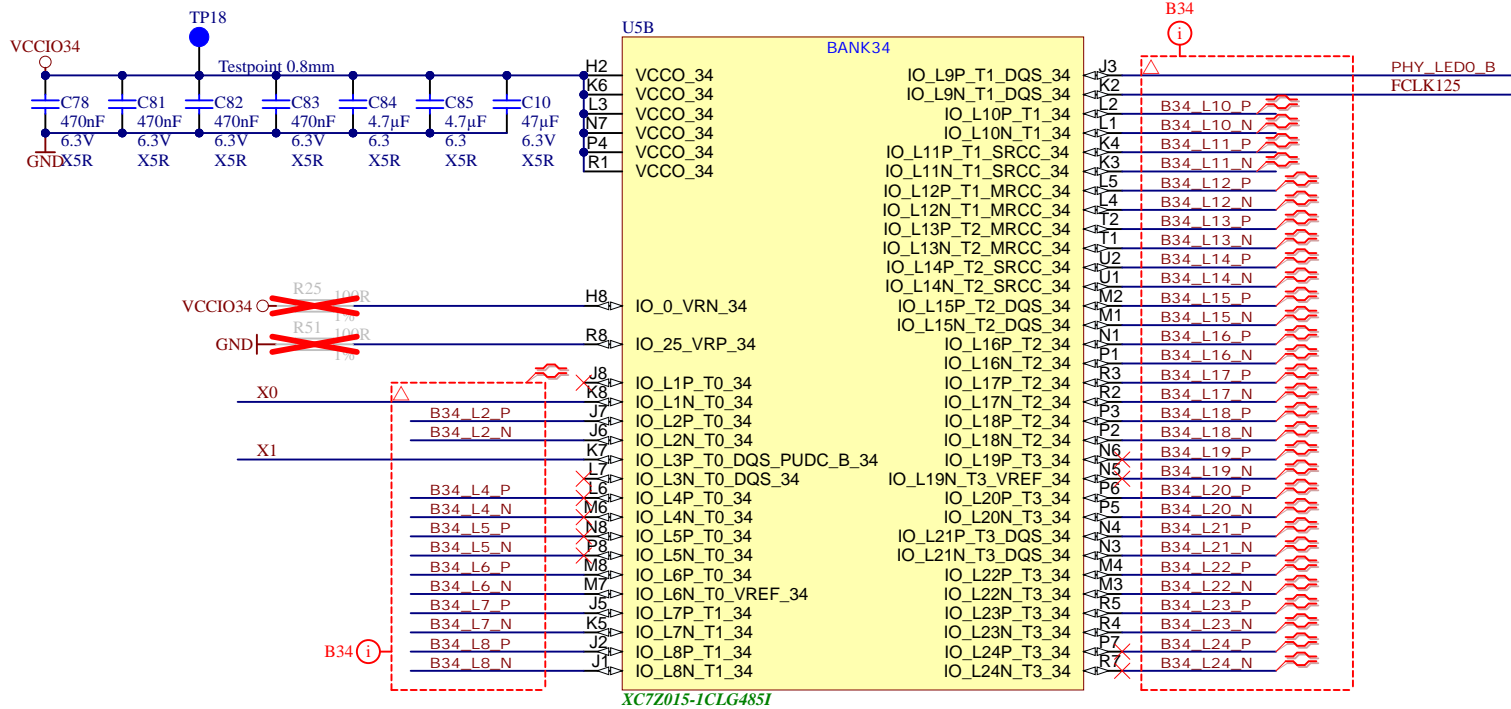 B34
TP18
U5B
VCCIO34
BANK34
Testpoint 0.8mm
C78
470nF
6.3V
X5R
C81
470nF
6.3V
X5R
C82
470nF
6.3V
X5R
C83
470nF
6.3V
X5R
C84
4.7µF
6.3
X5R
C85
4.7µF
6.3
X5R
C10
47µF
6.3V
X5R
GND
H2 VCCO_34
K6 VCCO_34
L3 VCCO_34
N7 VCCO_34
P4 VCCO_34
R1 VCCO_34
VCCIO34 R25 100R 1% H8 IO_0_VRN_34
GND R51 100R 1% R8 IO_25_VRP_34
J8 IO_L1P_T0_34
X0 K8 IO_L1N_T0_34
B34_L2_P J7 IO_L2P_T0_34
B34_L2_N J6 IO_L2N_T0_34
X1 K7 IO_L3P_T0_DQS_PUDC_B_34
L7 IO_L3N_T0_DQS_34
B34_L4_P L6 IO_L4P_T0_34
B34_L4_N M6 IO_L4N_T0_34
B34_L5_P N8 IO_L5P_T0_34
B34_L5_N P8 IO_L5N_T0_34
B34_L6_P M8 IO_L6P_T0_34
B34_L6_N M7 IO_L6N_T0_VREF_34
B34_L7_P J5 IO_L7P_T1_34
B34_L7_N K5 IO_L7N_T1_34
B34_L8_P J2 IO_L8P_T1_34
B34_L8_N J1 IO_L8N_T1_34
B34 i
i
IO_L9P_T1_DQS_34 J3 PHY_LED0_B
IO_L9N_T1_DQS_34 K2 FCLK125
IO_L10P_T1_34 L2 B34_L10_P
IO_L10N_T1_34 L1 B34_L10_N
IO_L11P_T1_SRCC_34 K4 B34_L11_P
IO_L11N_T1_SRCC_34 K3 B34_L11_N
IO_L12P_T1_MRCC_34 L5 B34_L12_P
IO_L12N_T1_MRCC_34 L4 B34_L12_N
IO_L13P_T2_MRCC_34 T2 B34_L13_P
IO_L13N_T2_MRCC_34 T1 B34_L13_N
IO_L14P_T2_SRCC_34 U2 B34_L14_P
IO_L14N_T2_SRCC_34 U1 B34_L14_N
IO_L15P_T2_DQS_34 M2 B34_L15_P
IO_L15N_T2_DQS_34 M1 B34_L15_N
IO_L16P_T2_34 N1 B34_L16_P
IO_L16N_T2_34 P1 B34_L16_N
IO_L17P_T2_34 R3 B34_L17_P
IO_L17N_T2_34 R2 B34_L17_N
IO_L18P_T2_34 P3 B34_L18_P
IO_L18N_T2_34 P2 B34_L18_N
IO_L19P_T3_34 N6 B34_L19_P
IO_L19N_T3_VREF_34 N5 B34_L19_N
IO_L20P_T3_34 P6 B34_L20_P
IO_L20N_T3_34 P5 B34_L20_N
IO_L21P_T3_DQS_34 N4 B34_L21_P
IO_L21N_T3_DQS_34 N3 B34_L21_N
IO_L22P_T3_34 M4 B34_L22_P
IO_L22N_T3_34 M3 B34_L22_N
IO_L23P_T3_34 R5 B34_L23_P
IO_L23N_T3_34 R4 B34_L23_N
IO_L24P_T3_34 P7 B34_L24_P
IO_L24N_T3_34 R7 B34_L24_N
XC7Z015-1CLG485I